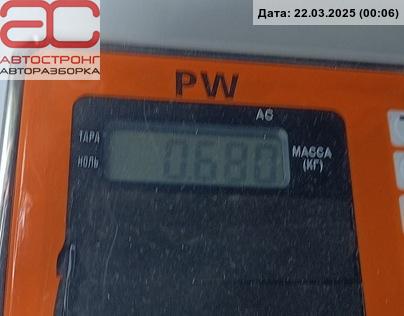 Дата: 22.03.2025 (00:06)
ас
АВТОСТРОНГ
АВТОРАЗБОРКА
PW
AC
ТАРА
НОЛЬ
0.680
МАССА
(КГ)